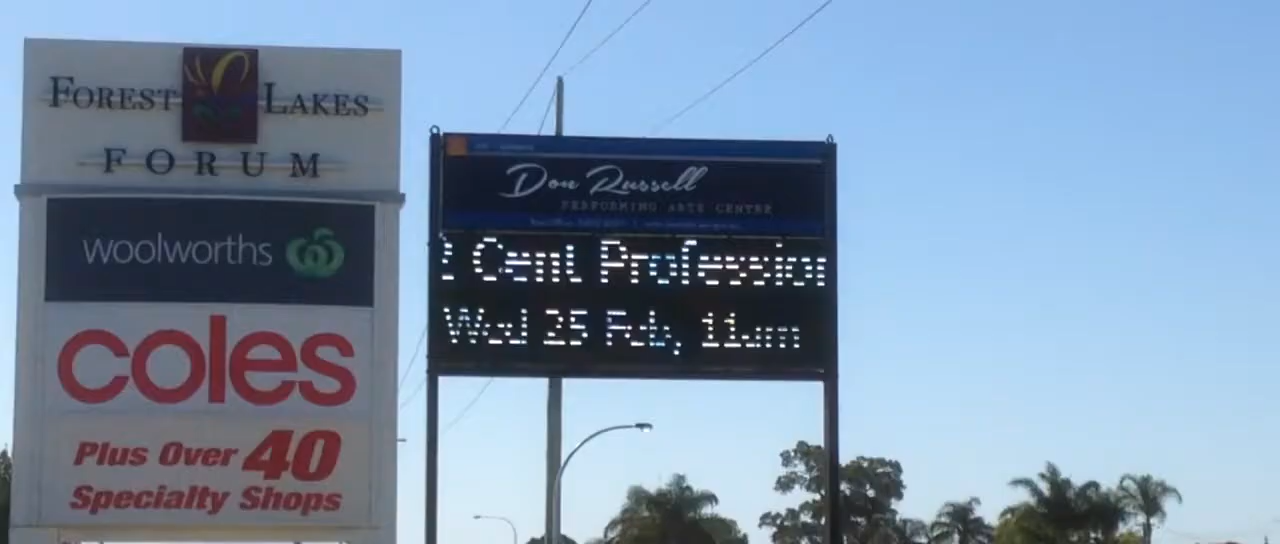 FOREST LAKES
FORUM
woolworths
coles
Plus Over 40
Specialty Shops
Don Russell
PERFORMING ARTS CENTRE
Cent Profession
Wed 25 Feb, 11am